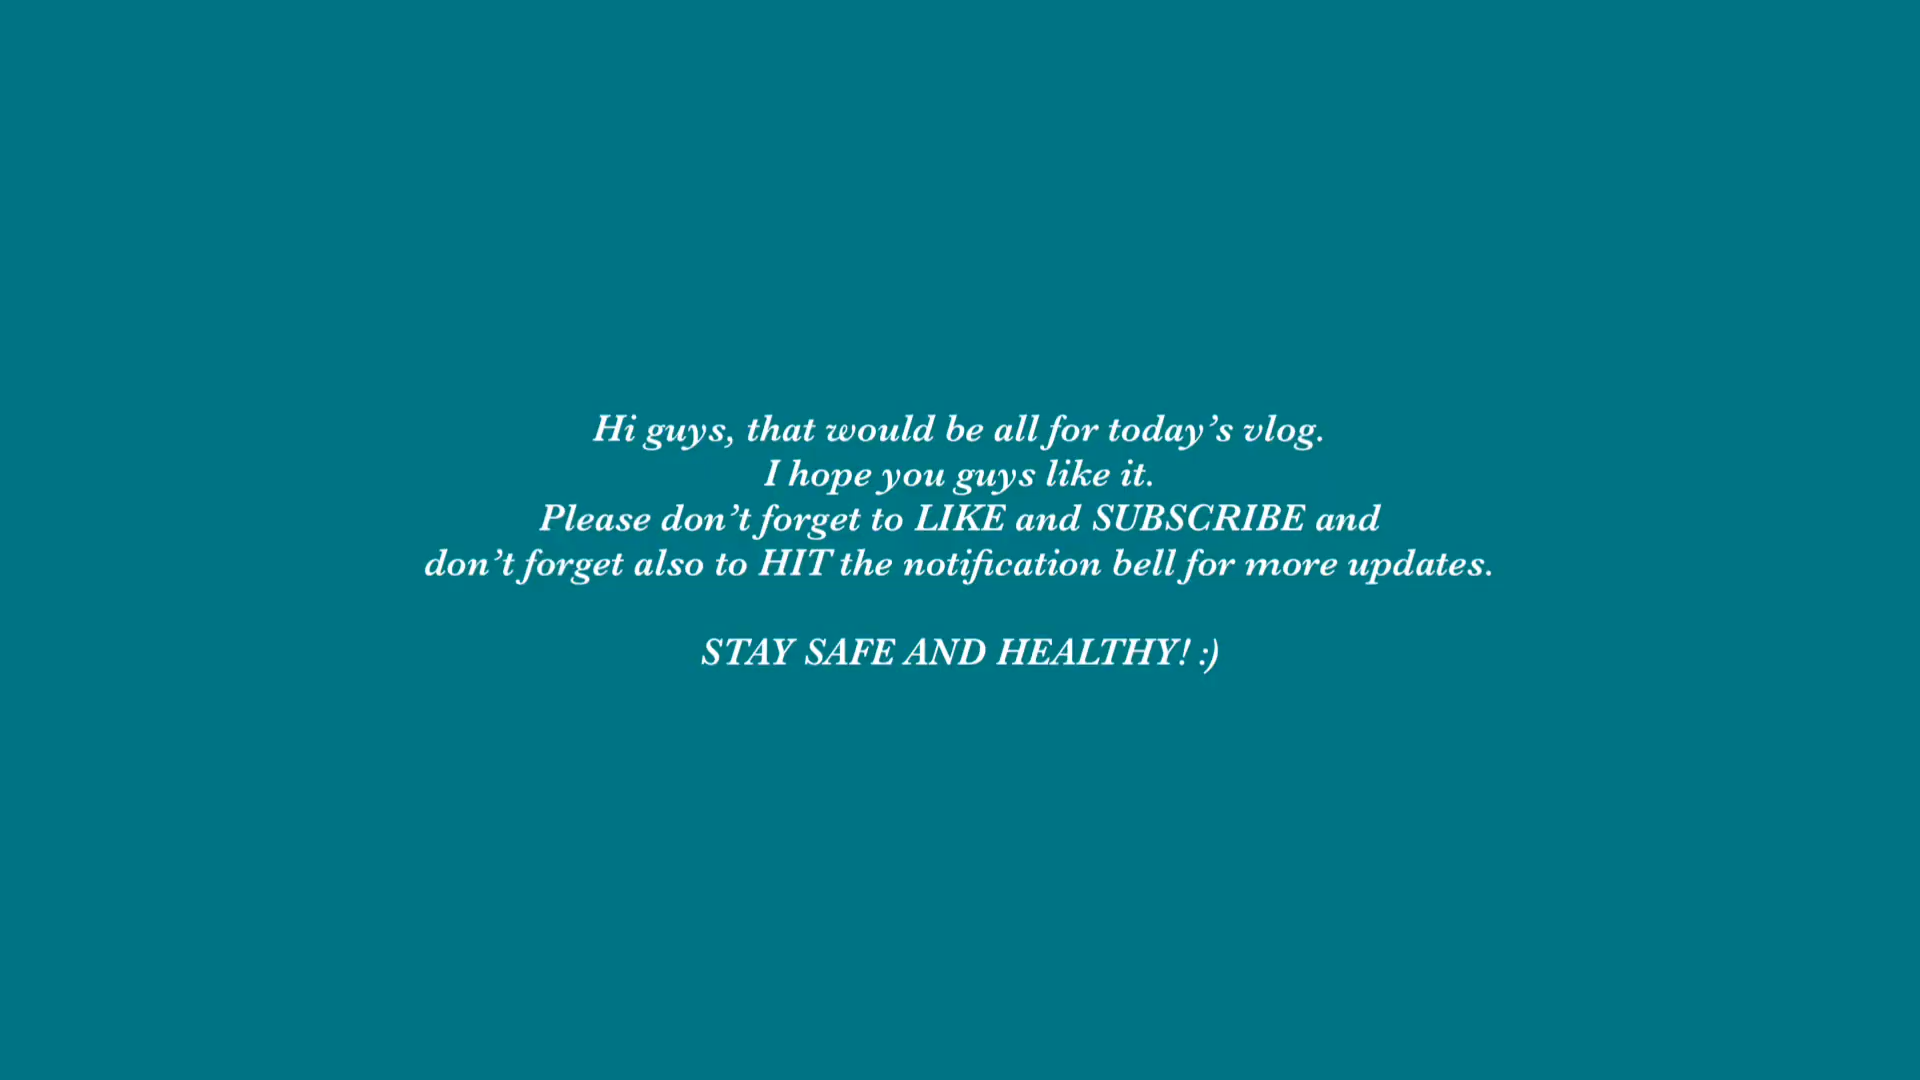 Hi guys, that would be all for today’s vlog.
I hope you guys like it.
Please don’t forget to LIKE and SUBSCRIBE and
don’t forget also to HIT the notification bell for more updates.
STAY SAFE AND HEALTHY! :)